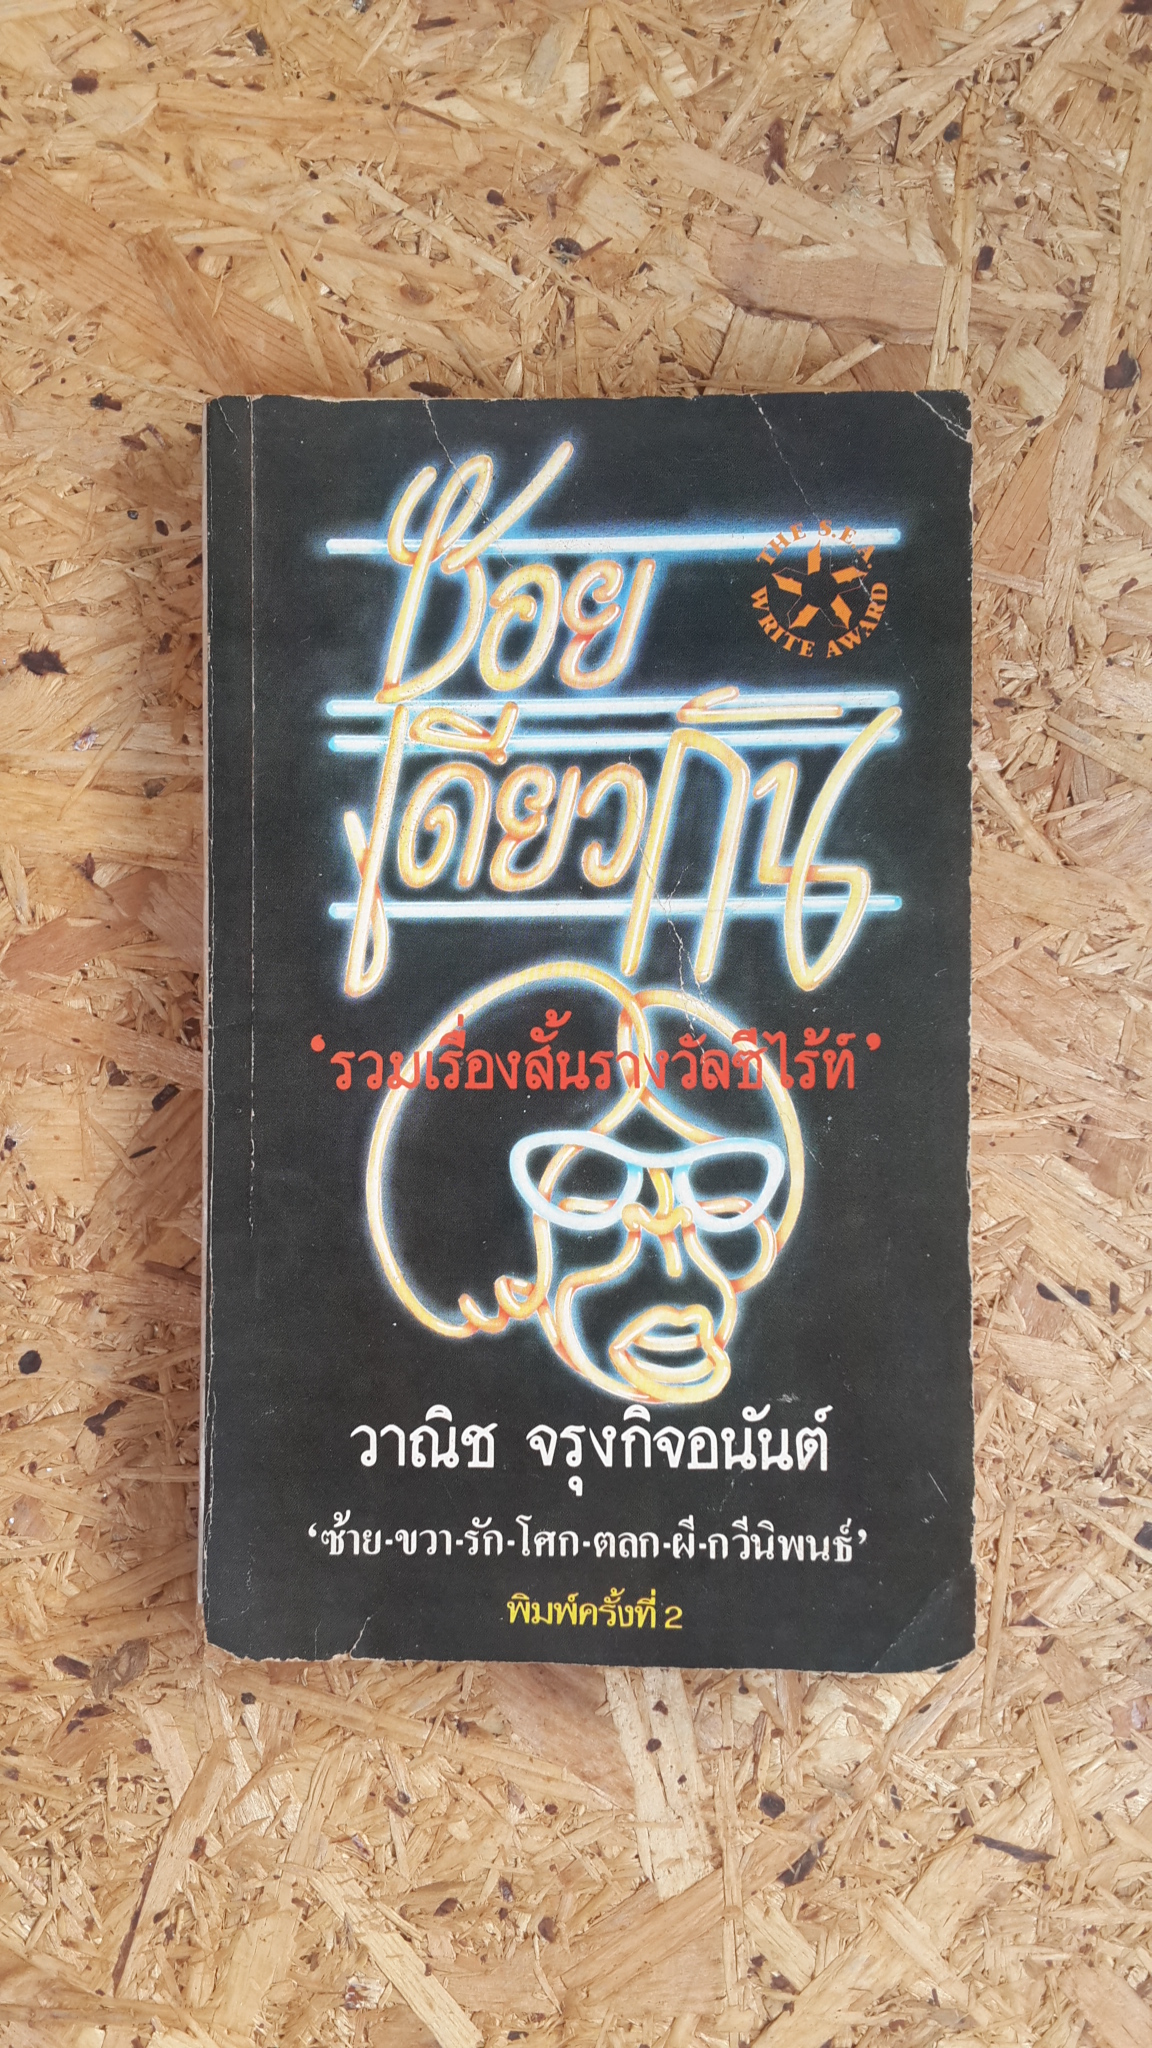 ซอย
THE S.E.A.
WRITE AWARD
เดียวกัน
‘รวมเรื่องสั้นรางวัลซีไร้ท์’
วาณิช จรุงกิจอนันต์
‘ซ้าย-ขวา-รัก-โศก-ตลก-ผี-กวีนิพนธ์’
พิมพ์ครั้งที่ 2